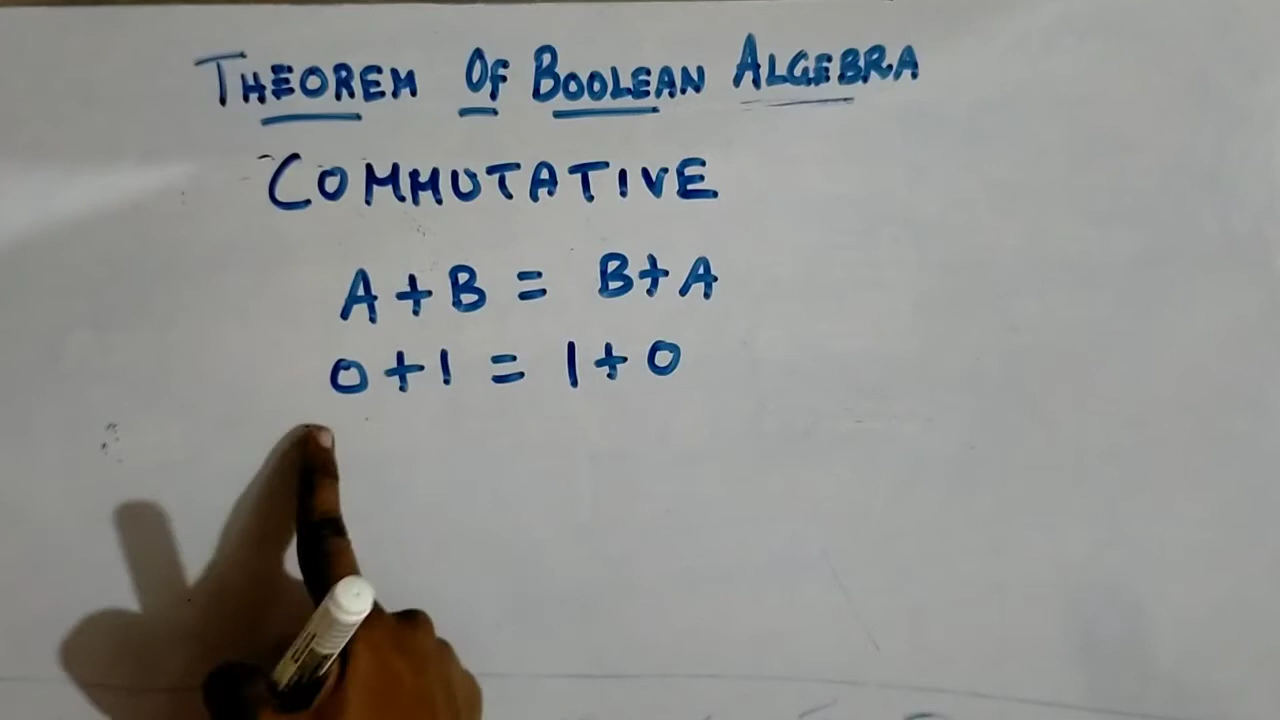 THEOREM OF BOOLEAN ALGEBRA
COMMUTATIVE
A + B = B + A
0 + 1 = 1 + 0